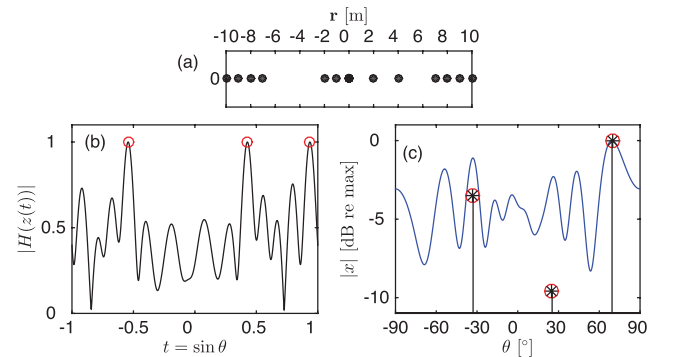 r [m]
-10 -8 -6 -4 -2 0 2 4 6 8 10
(a)
0
(b)
1
0.5
0
|H(z(t))|
-1 -0.5 0 0.5 1
t = sin θ
(c)
0
-5
-10
|x| [dB re max]
-90 -60 -30 0 30 60 90
θ [°]